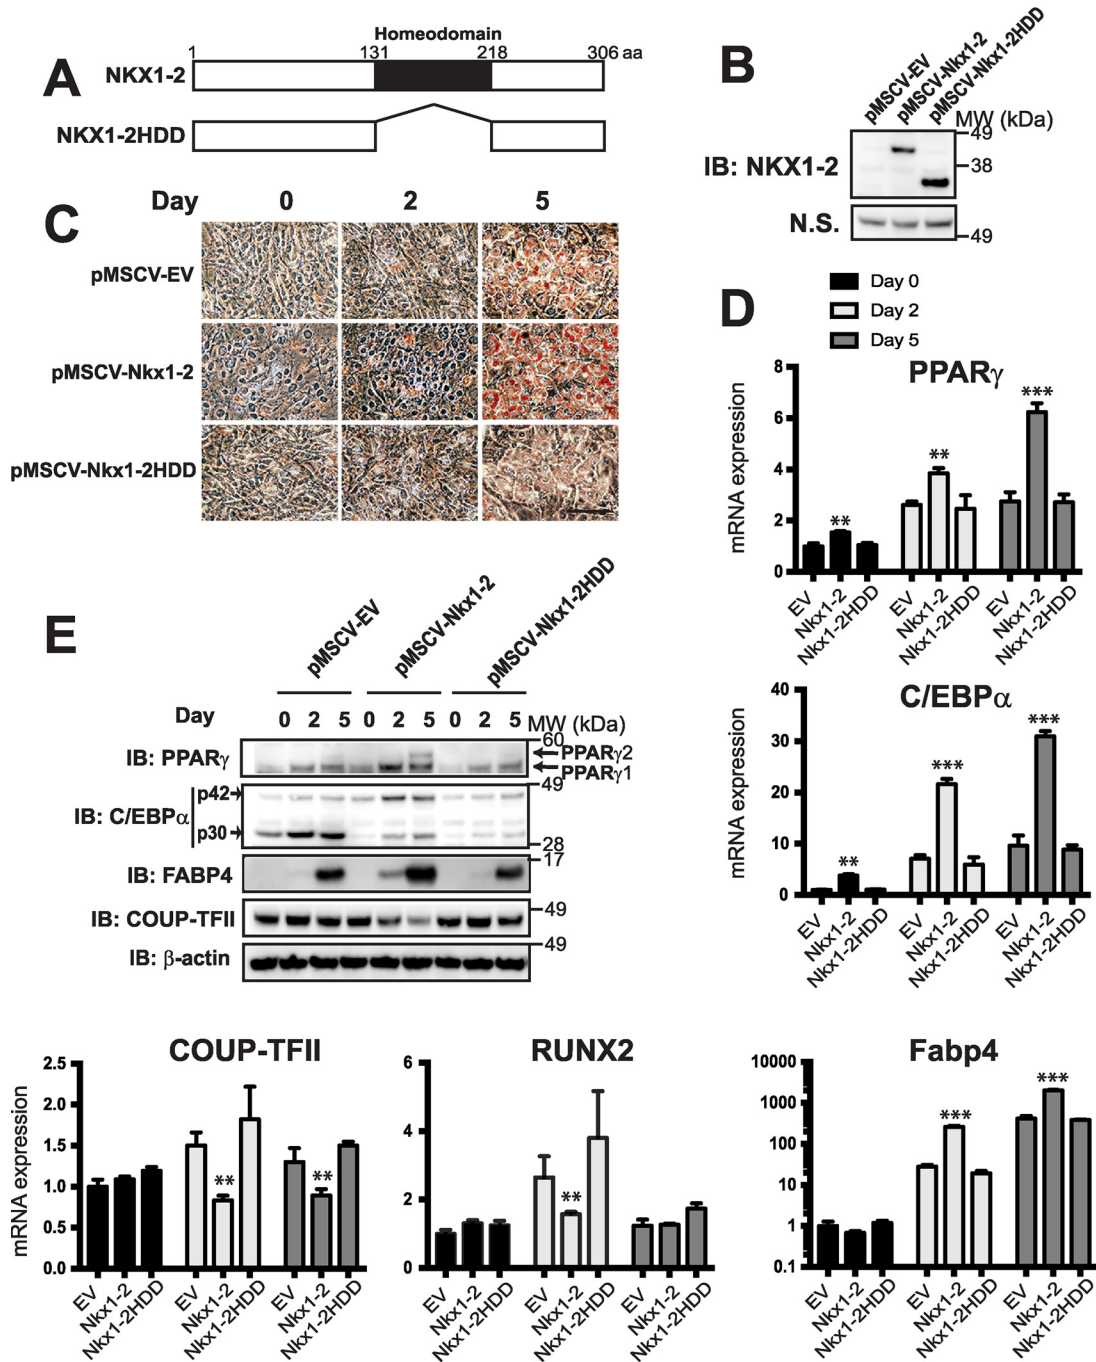 A
Homeodomain
1 131 218 306 aa
NKX1-2
NKX1-2HDD
B
pMSCV-EV
pMSCV-Nkx1-2
pMSCV-Nkx1-2HDD
MW (kDa)
49
IB: NKX1-2
38
N.S.
49
C
Day 0 2 5
pMSCV-EV
pMSCV-Nkx1-2
pMSCV-Nkx1-2HDD
D
Day 0
Day 2
Day 5
PPARγ
mRNA expression
8
6
4
2
0
**
**
***
EV
Nkx1-2
Nkx1-2HDD
EV
Nkx1-2
Nkx1-2HDD
EV
Nkx1-2
Nkx1-2HDD
C/EBPα
mRNA expression
40
30
20
10
0
**
***
***
EV
Nkx1-2
Nkx1-2HDD
EV
Nkx1-2
Nkx1-2HDD
EV
Nkx1-2
Nkx1-2HDD
E
pMSCV-EV
pMSCV-Nkx1-2
pMSCV-Nkx1-2HDD
Day 0 2 5 0 2 5 0 2 5 MW (kDa)
60
IB: PPARγ
PPARγ2
PPARγ1
49
IB: C/EBPα
p42
p30
28
17
IB: FABP4
IB: COUP-TFII
49
IB: β-actin
49
COUP-TFII
mRNA expression
2.5
2.0
1.5
1.0
0.5
0.0
**
**
EV
Nkx1-2
Nkx1-2HDD
EV
Nkx1-2
Nkx1-2HDD
EV
Nkx1-2
Nkx1-2HDD
RUNX2
6
4
2
0
**
EV
Nkx1-2
Nkx1-2HDD
EV
Nkx1-2
Nkx1-2HDD
EV
Nkx1-2
Nkx1-2HDD
Fabp4
10000
1000
100
10
1
0.1
***
***
EV
Nkx1-2
Nkx1-2HDD
EV
Nkx1-2
Nkx1-2HDD
EV
Nkx1-2
Nkx1-2HDD